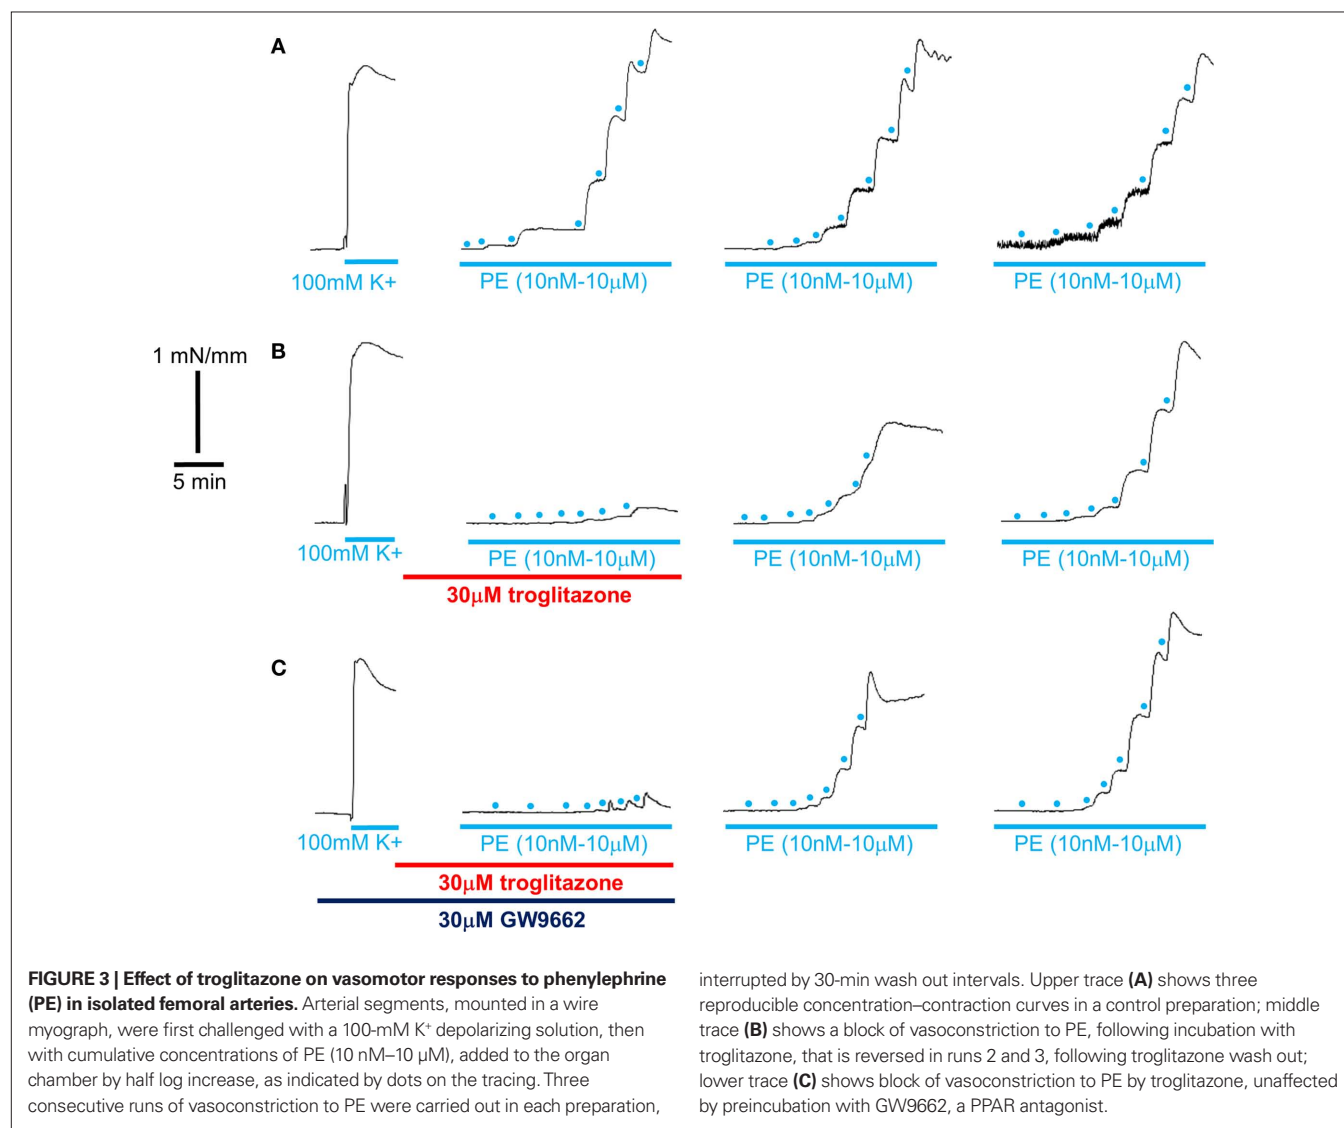 A
100mM K+
PE (10nM-10μM)
PE (10nM-10μM)
PE (10nM-10μM)
1 mN/mm
5 min
B
100mM K+
PE (10nM-10μM)
PE (10nM-10μM)
PE (10nM-10μM)
30μM troglitazone
C
100mM K+
PE (10nM-10μM)
PE (10nM-10μM)
PE (10nM-10μM)
30μM troglitazone
30μM GW9662
FIGURE 3 | Effect of troglitazone on vasomotor responses to phenylephrine
(PE) in isolated femoral arteries. Arterial segments, mounted in a wire
myograph, were first challenged with a 100-mM K⁺ depolarizing solution, then
with cumulative concentrations of PE (10 nM–10 μM), added to the organ
chamber by half log increase, as indicated by dots on the tracing. Three
consecutive runs of vasoconstriction to PE were carried out in each preparation,
interrupted by 30-min wash out intervals. Upper trace (A) shows three
reproducible concentration–contraction curves in a control preparation; middle
trace (B) shows a block of vasoconstriction to PE, following incubation with
troglitazone, that is reversed in runs 2 and 3, following troglitazone wash out;
lower trace (C) shows block of vasoconstriction to PE by troglitazone, unaffected
by preincubation with GW9662, a PPAR antagonist.